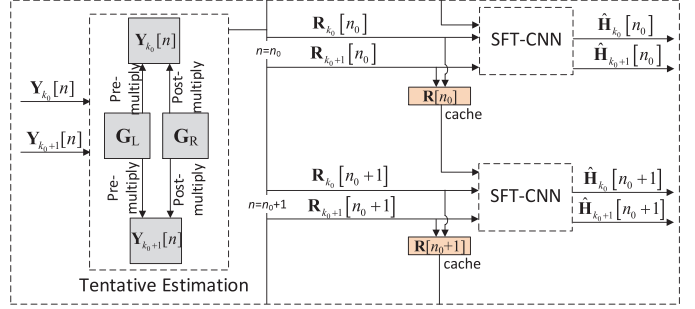 Y_{k_0}[n]
Y_{k_0+1}[n]
Y_{k_0}[n]
Pre-multiply
Post-multiply
G_L
G_R
Pre-multiply
Post-multiply
Y_{k_0+1}[n]
Tentative Estimation
n=n_0
R_{k_0}[n_0]
R_{k_0+1}[n_0]
R[n_0]
cache
SFT-CNN
Ĥ_{k_0}[n_0]
Ĥ_{k_0+1}[n_0]
n=n_0+1
R_{k_0}[n_0+1]
R_{k_0+1}[n_0+1]
R[n_0+1]
cache
SFT-CNN
Ĥ_{k_0}[n_0+1]
Ĥ_{k_0+1}[n_0+1]